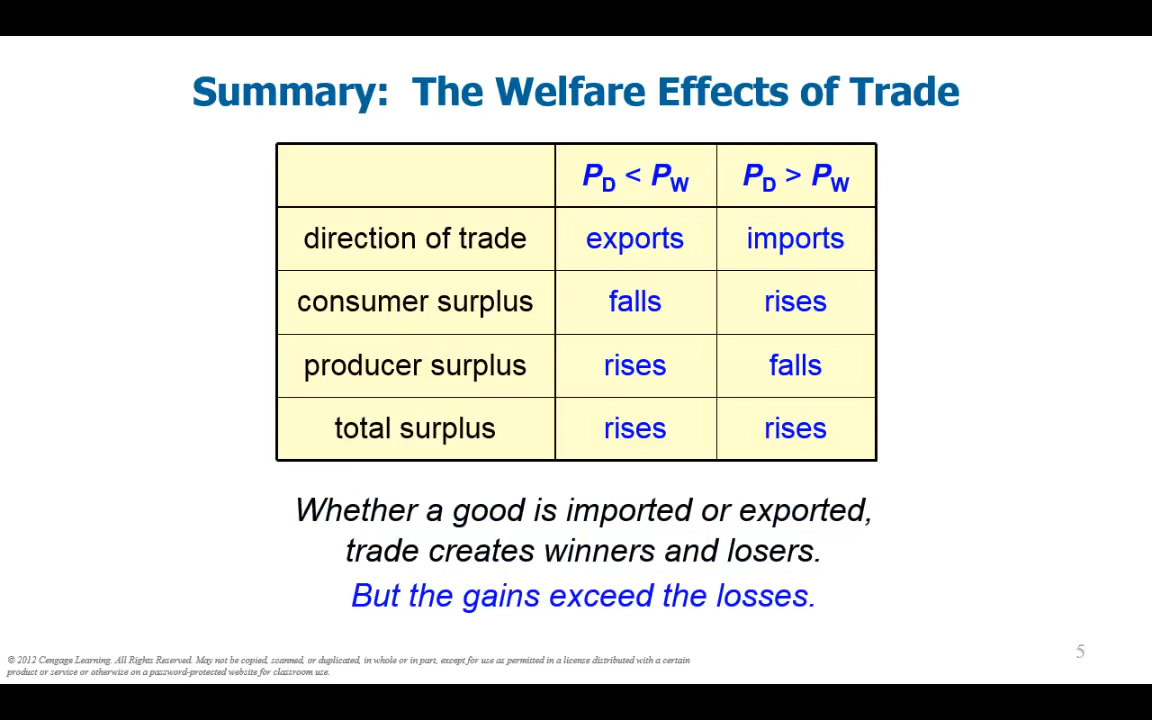 Summary: The Welfare Effects of Trade
PD < PW PD > PW
direction of trade exports imports
consumer surplus falls rises
producer surplus rises falls
total surplus rises rises
Whether a good is imported or exported,
trade creates winners and losers.
But the gains exceed the losses.
© 2012 Cengage Learning. All Rights Reserved. May not be copied, scanned, or duplicated, in whole or in part, except for use as permitted in a license distributed with a certain
product or service or otherwise on a password-protected website for classroom use.
5